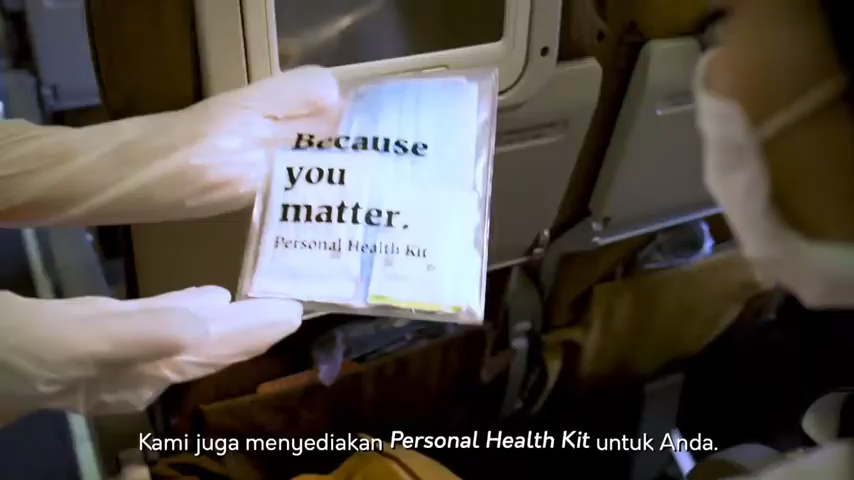 Because
you
matter.
Personal Health Kit
Kami juga menyediakan Personal Health Kit untuk Anda.